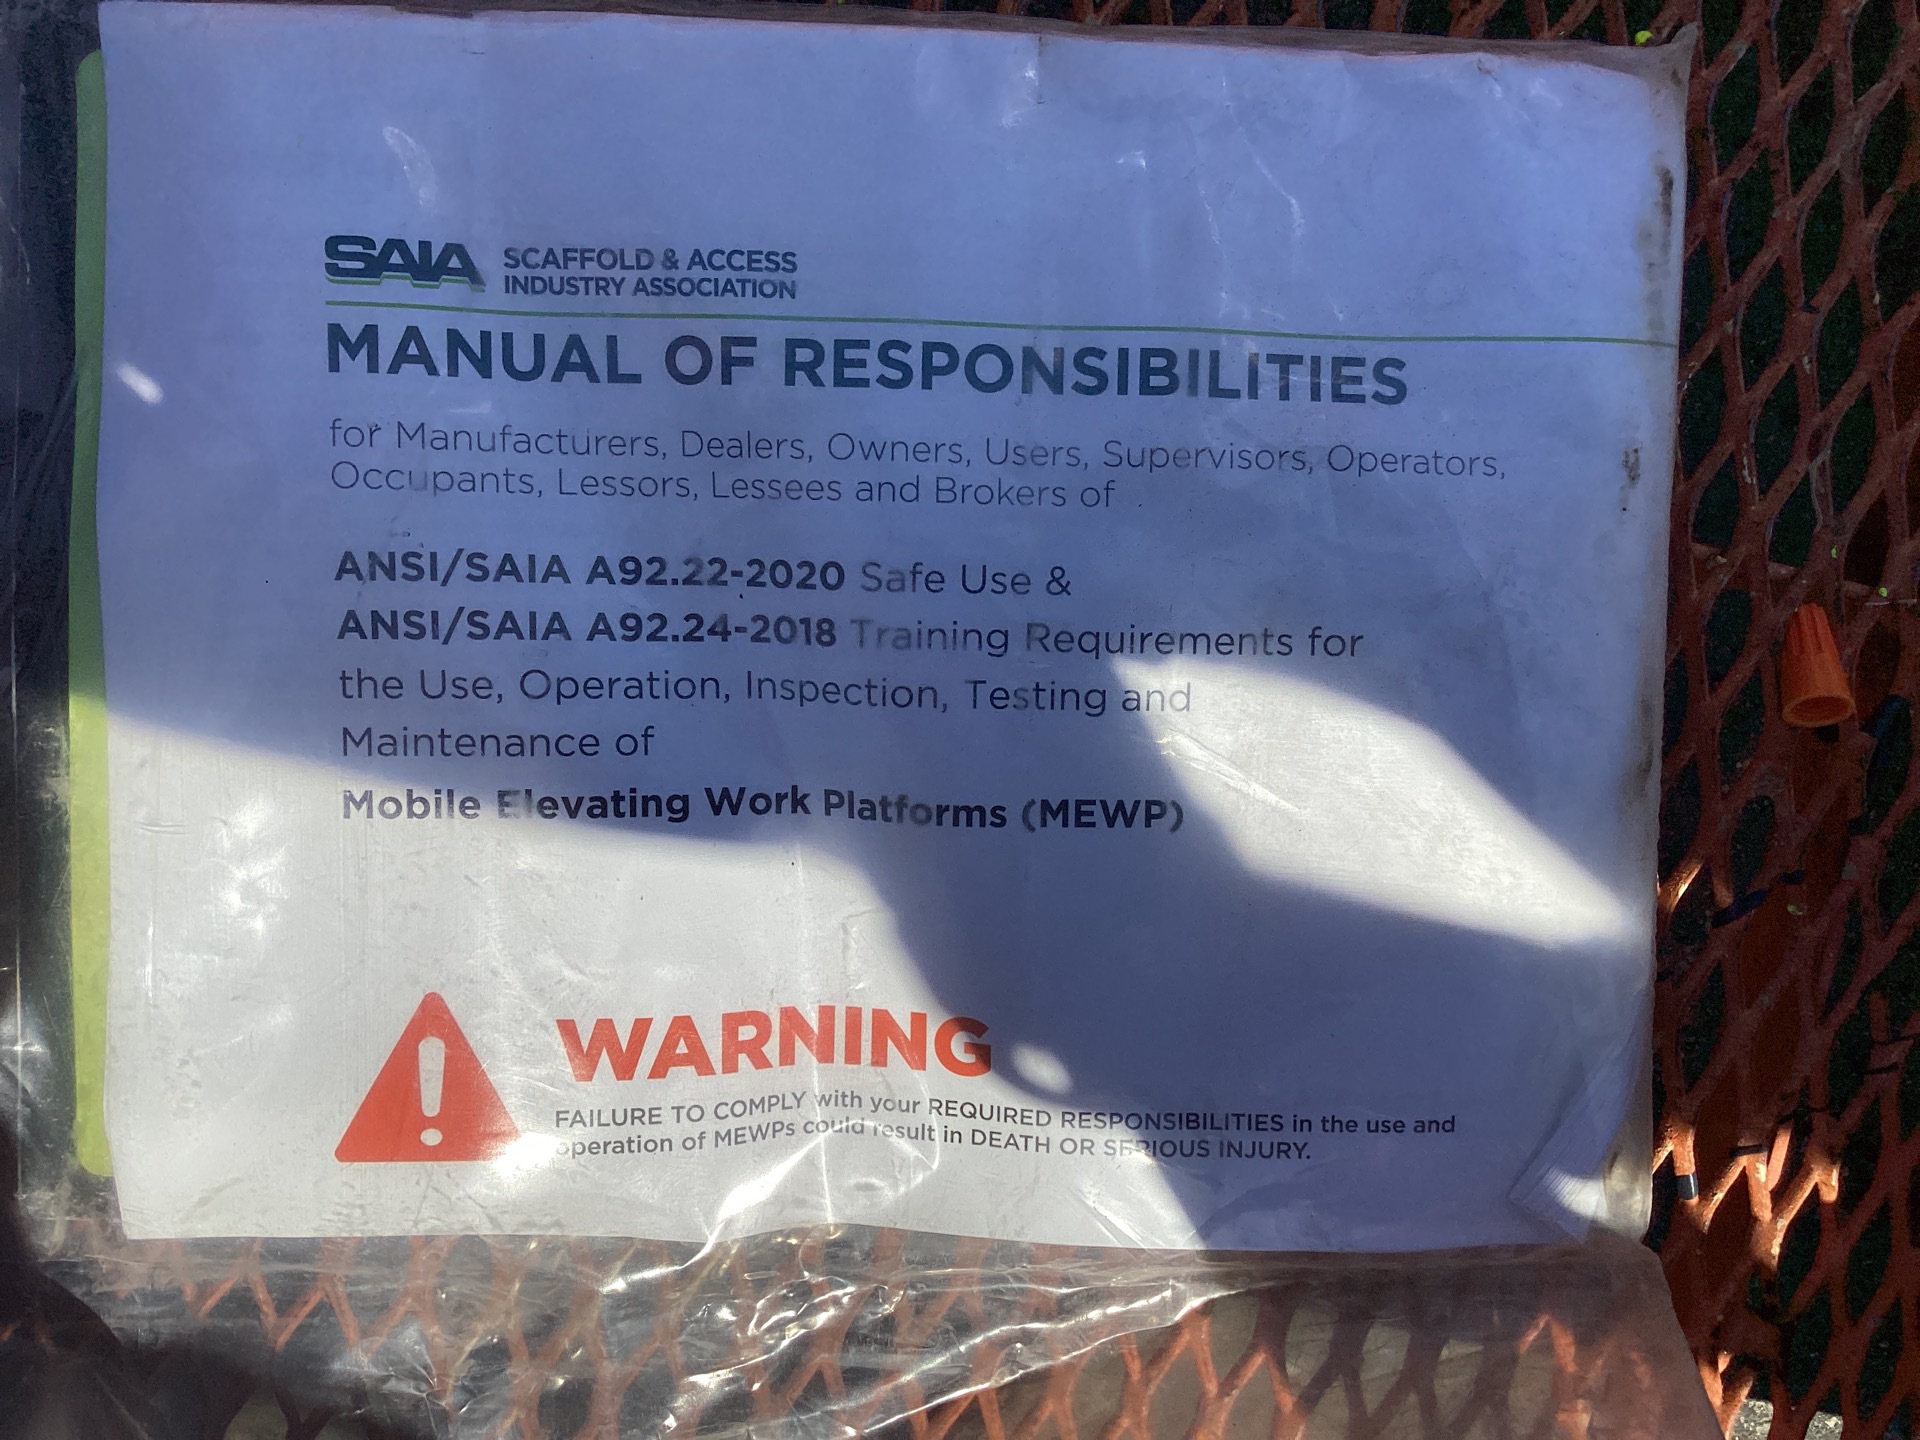 SAIA SCAFFOLD & ACCESS
INDUSTRY ASSOCIATION
MANUAL OF RESPONSIBILITIES
for Manufacturers, Dealers, Owners, Users, Supervisors, Operators,
Occupants, Lessors, Lessees and Brokers of
ANSI/SAIA A92.22-2020 Safe Use &
ANSI/SAIA A92.24-2018 Training Requirements for
the Use, Operation, Inspection, Testing and
Maintenance of
Mobile Elevating Work Platforms (MEWP)
WARNING
FAILURE TO COMPLY with your REQUIRED RESPONSIBILITIES in the use and
operation of MEWPs could result in DEATH OR SERIOUS INJURY.